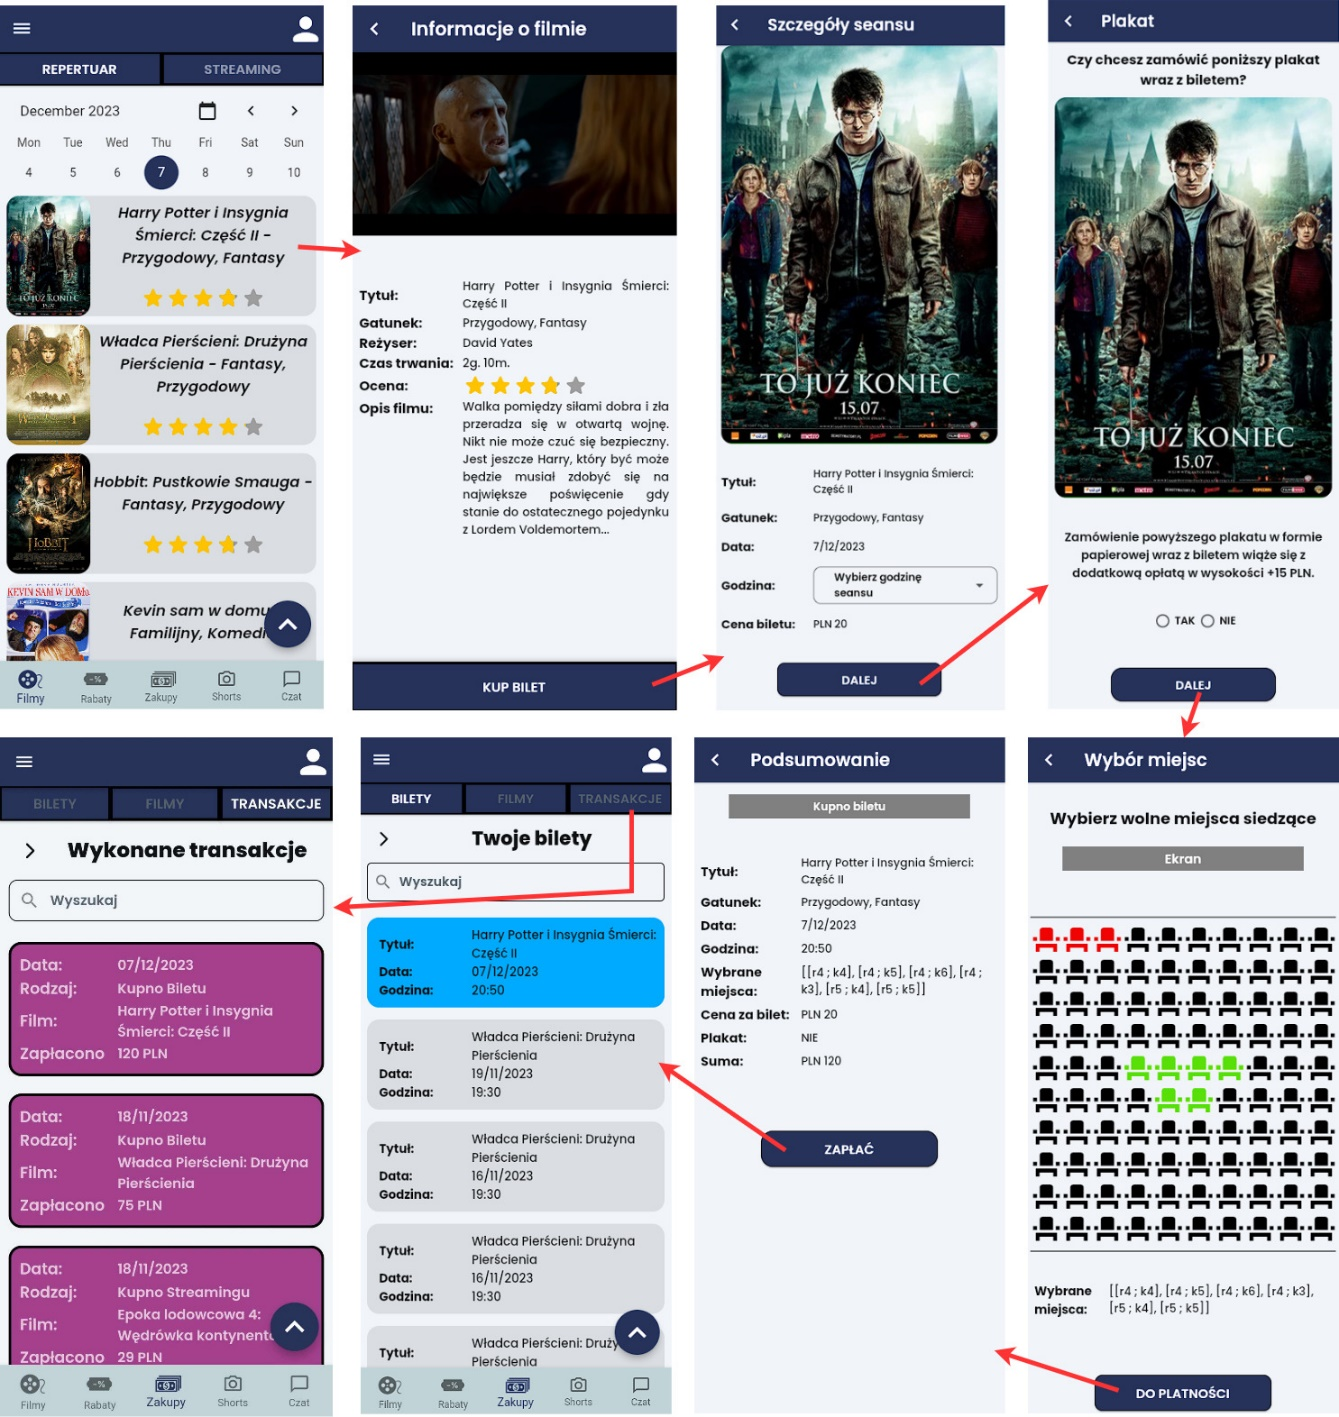 REPERTUAR
STREAMING
December 2023
Mon Tue Wed Thu Fri Sat Sun
4 5 6 7 8 9 10
Harry Potter i Insygnia
Śmierci: Część II -
Przygodowy, Fantasy
TO JUŻ KONIEC
Władca Pierścieni: Drużyna
Pierścienia - Fantasy,
Przygodowy
Hobbit: Pustkowie Smauga -
Fantasy, Przygodowy
HOBBIT
KEVIN SAM W DOMU
Kevin sam w domu
Familijny, Komedi
Filmy
Rabaty
Zakupy
Shorts
Czat
Informacje o filmie
Tytuł: Harry Potter i Insygnia Śmierci:
Część II
Gatunek: Przygodowy, Fantasy
Reżyser: David Yates
Czas trwania: 2g. 10m.
Ocena:
Opis filmu: Walka pomiędzy siłami dobra i zła
przeradza się w otwartą wojnę.
Nikt nie może czuć się bezpieczny.
Jest jeszcze Harry, który być może
będzie musiał zdobyć się na
największe poświęcenie gdy
stanie do ostatecznego pojedynku
z Lordem Voldemortem...
KUP BILET
Szczegóły seansu
TO JUŻ KONIEC
15.07
Tytuł: Harry Potter i Insygnia Śmierci:
Część II
Gatunek: Przygodowy, Fantasy
Data: 7/12/2023
Godzina: Wybierz godzinę
seansu
Cena biletu: PLN 20
DALEJ
Plakat
Czy chcesz zamówić poniższy plakat
wraz z biletem?
TO JUŻ KONIEC
15.07
Zamówienie powyższego plakatu w formie
papierowej wraz z biletem wiąże się z
dodatkową opłatą w wysokości +15 PLN.
TAK NIE
DALEJ
BILETY
FILMY
TRANSAKCJE
Wykonane transakcje
Wyszukaj
Data: 07/12/2023
Rodzaj: Kupno Biletu
Film: Harry Potter i Insygnia
Śmierci: Część II
Zapłacono 120 PLN
Data: 18/11/2023
Rodzaj: Kupno Biletu
Film: Władca Pierścieni: Drużyna
Pierścienia
Zapłacono 75 PLN
Data: 18/11/2023
Rodzaj: Kupno Streamingu
Film: Epoka lodowcowa 4:
Wędrówka kontynent
Zapłacono 29 PLN
Filmy
Rabaty
Zakupy
Shorts
Czat
BILETY
FILMY
TRANSAKCJE
Twoje bilety
Wyszukaj
Tytuł: Harry Potter i Insygnia Śmierci:
Część II
Data: 07/12/2023
Godzina: 20:50
Tytuł: Władca Pierścieni: Drużyna
Pierścienia
Data: 19/11/2023
Godzina: 19:30
Tytuł: Władca Pierścieni: Drużyna
Pierścienia
Data: 16/11/2023
Godzina: 19:30
Tytuł: Władca Pierścieni: Drużyna
Pierścienia
Data: 16/11/2023
Godzina: 19:30
Tytuł: Władca Pierścieni: Druży
Pierścienia
Filmy
Rabaty
Zakupy
Shorts
Czat
Podsumowanie
Kupno biletu
Tytuł: Harry Potter i Insygnia Śmierci:
Część II
Gatunek: Przygodowy, Fantasy
Data: 7/12/2023
Godzina: 20:50
Wybrane miejsca: [[r4 ; k4], [r4 ; k5], [r4 ; k6], [r4 ;
k3], [r5 ; k4], [r5 ; k5]]
Cena za bilet: PLN 20
Plakat: NIE
Suma: PLN 120
ZAPŁAĆ
Wybór miejsc
Wybierz wolne miejsca siedzące
Ekran
Wybrane miejsca: [[r4 ; k4], [r4 ; k5], [r4 ; k6], [r4 ; k3],
[r5 ; k4], [r5 ; k5]]
DO PLATNOŚCI